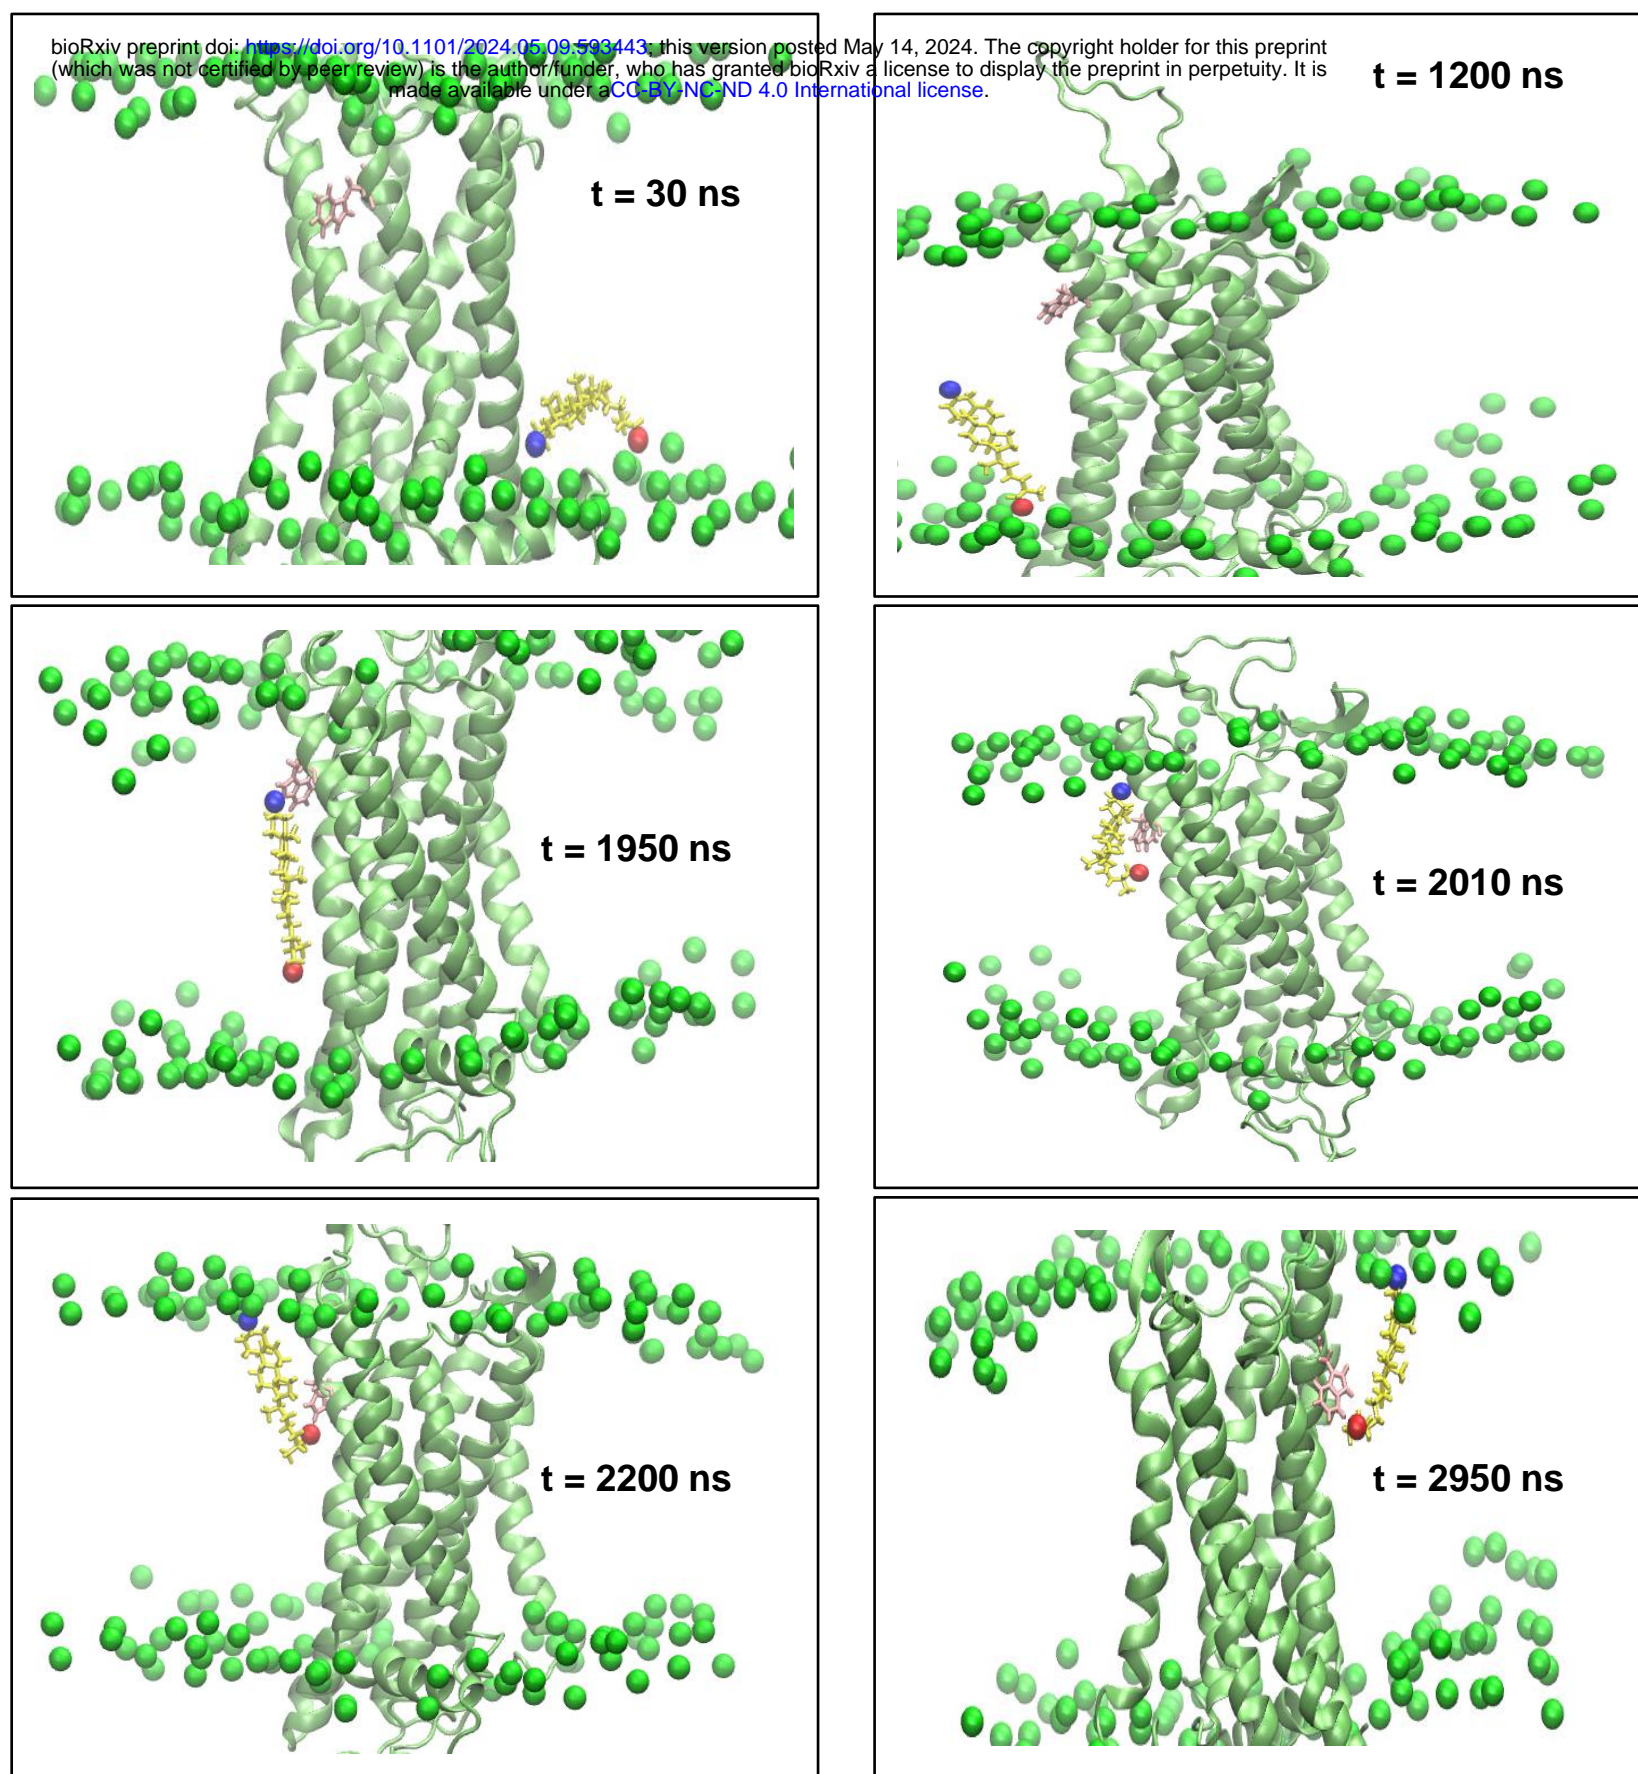 bioRxiv preprint doi: https://doi.org/10.1101/2024.05.09.593443; this version posted May 14, 2024. The copyright holder for this preprint
(which was not certified by peer review) is the author/funder, who has granted bioRxiv a license to display the preprint in perpetuity. It is
made available under aCC-BY-NC-ND 4.0 International license.
t = 30 ns
t = 1200 ns
t = 1950 ns
t = 2010 ns
t = 2200 ns
t = 2950 ns